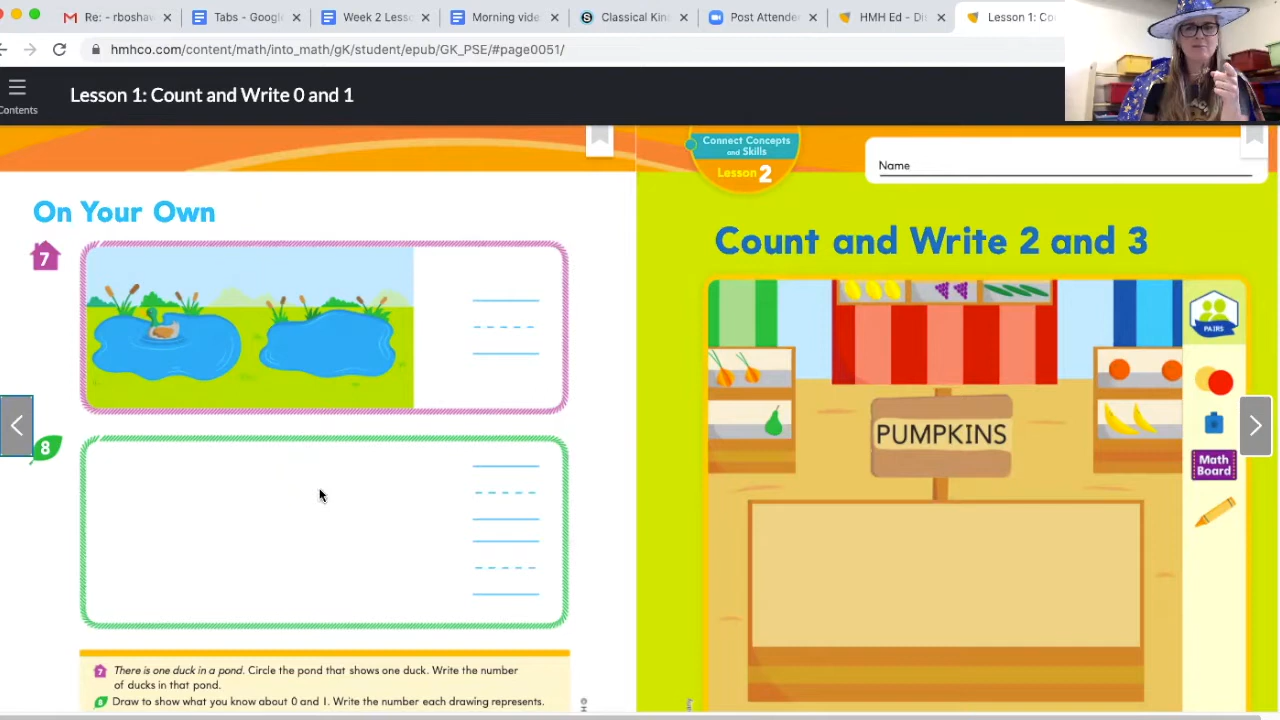 Re: - rboshaw
Tabs - Google
Week 2 Less
Morning vide
Classical Kin
Post Attende
HMH Ed - Di
Lesson 1: Co
hmhco.com/content/math/into_math/gK/student/epub/GK_PSE/#page0051/
Contents
Lesson 1: Count and Write 0 and 1
On Your Own
7
8
7 There is one duck in a pond. Circle the pond that shows one duck. Write the number
of ducks in that pond.
8 Draw to show what you know about 0 and 1. Write the number each drawing represents.
Connect Concepts
and Skills
Lesson 2
Name
Count and Write 2 and 3
PUMPKINS
PAIRS
Math
Board